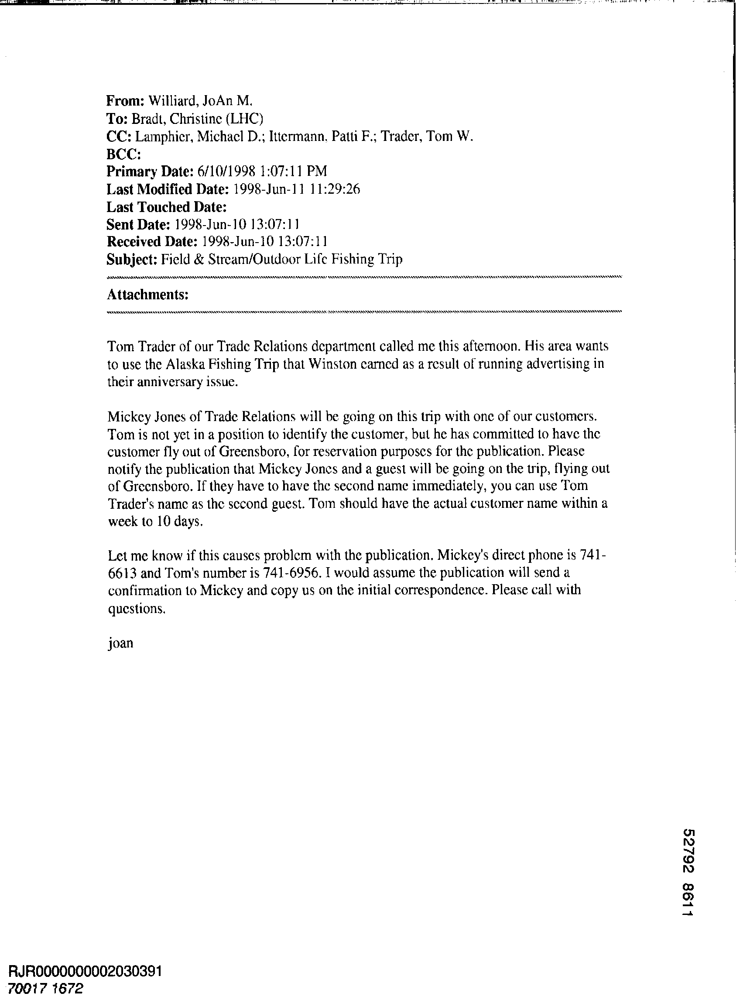 From: Williard, JoAn M.
To: Bradt, Christine (LHC)
CC: Lamphier, Michael D.; Ittermann, Patti F.; Trader, Tom W.
BCC:
Primary Date: 6/10/1998 1:07:11 PM
Last Modified Date: 1998-Jun-11 11:29:26
Last Touched Date:
Sent Date: 1998-Jun-10 13:07:11
Received Date: 1998-Jun-10 13:07:11
Subject: Field & Stream/Outdoor Life Fishing Trip
Attachments:
Tom Trader of our Trade Relations department called me this afternoon. His area wants
to use the Alaska Fishing Trip that Winston earned as a result of running advertising in
their anniversary issue.
Mickey Jones of Trade Relations will be going on this trip with one of our customers.
Tom is not yet in a position to identify the customer, but he has committed to have the
customer fly out of Greensboro, for reservation purposes for the publication. Please
notify the publication that Mickey Jones and a guest will be going on the trip, flying out
of Greensboro. If they have to have the second name immediately, you can use Tom
Trader's name as the second guest. Tom should have the actual customer name within a
week to 10 days.
Let me know if this causes problem with the publication. Mickey's direct phone is 741-
6613 and Tom's number is 741-6956. I would assume the publication will send a
confirmation to Mickey and copy us on the initial correspondence. Please call with
questions.
joan
52792 8611
RJR0000000002030391
70017 1672